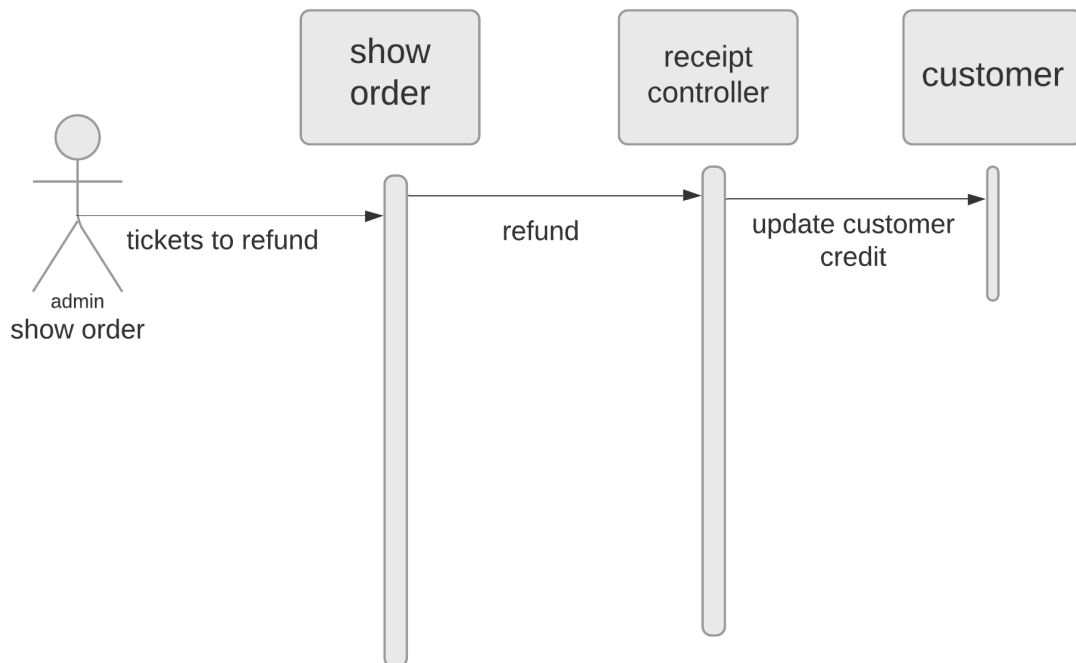 show
order
receipt
controller
customer
tickets to refund
refund
update customer
credit
admin
show order